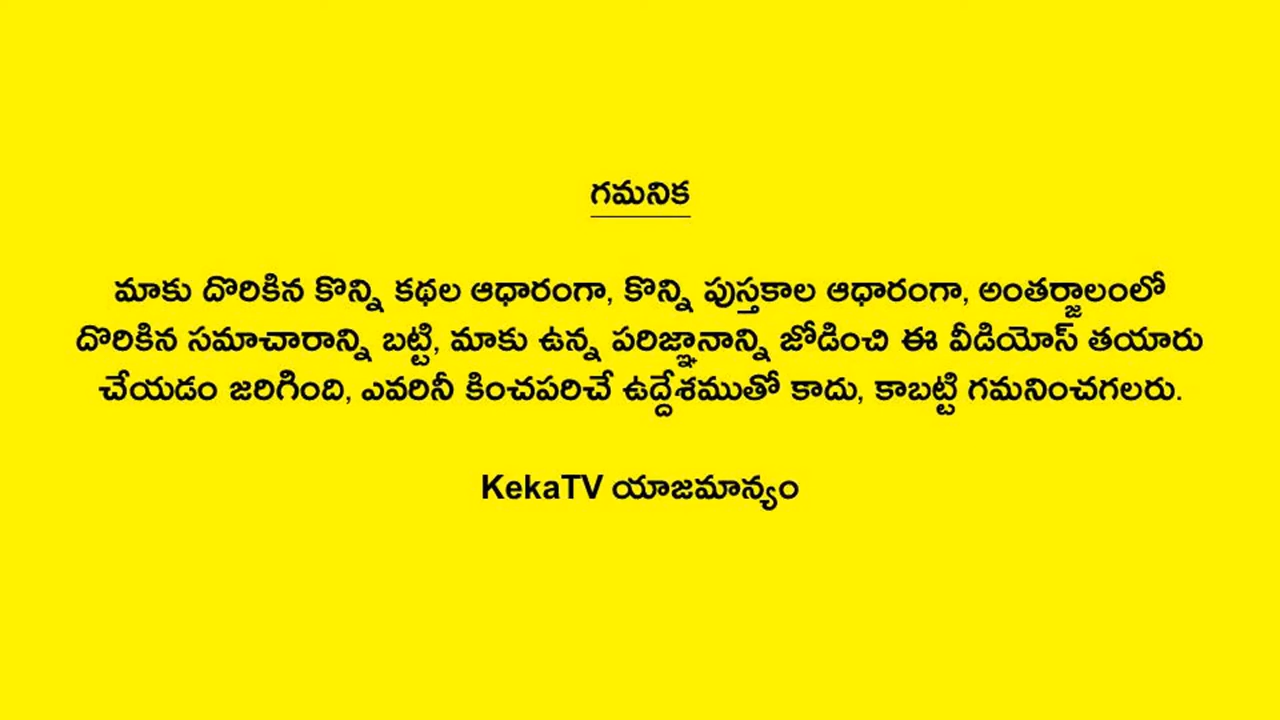 గమనిక
మాకు దొరికిన కొన్ని కథల ఆధారంగా, కొన్ని పుస్తకాల ఆధారంగా, అంతర్జాలంలో
దొరికిన సమాచారాన్ని బట్టి, మాకు ఉన్న పరిజ్ఞానాన్ని జోడించి ఈ వీడియోస్ తయారు
చేయడం జరిగింది, ఎవరినీ కించపరిచే ఉద్దేశముతో కాదు, కాబట్టి గమనించగలరు.
KekaTV యాజమాన్యం